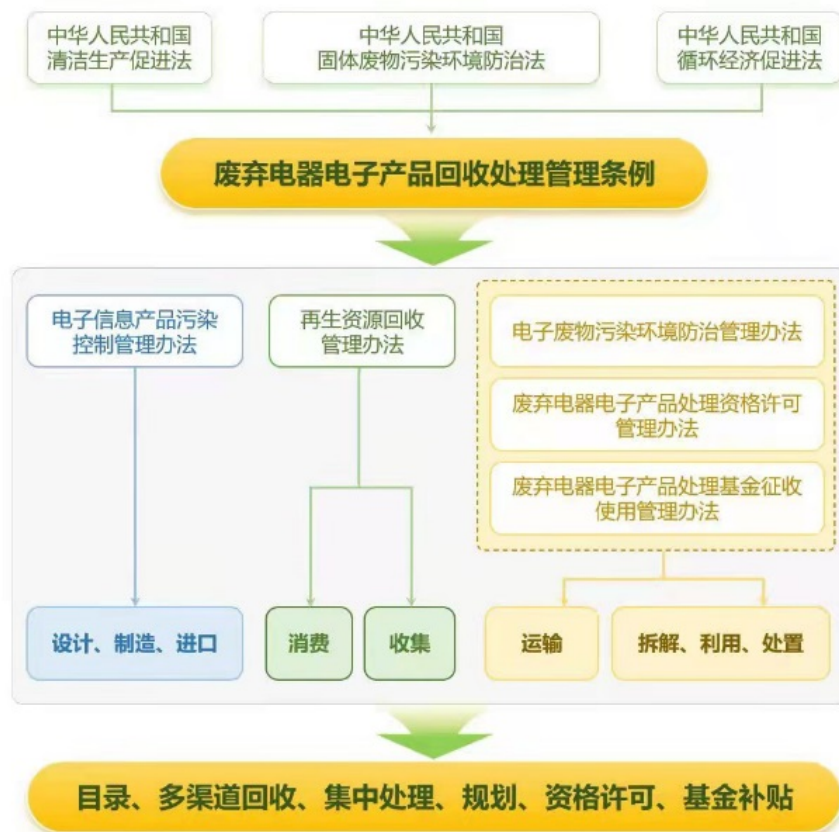 中华人民共和国
清洁生产促进法
中华人民共和国
固体废物污染环境防治法
中华人民共和国
循环经济促进法
废弃电器电子产品回收处理管理条例
电子信息产品污染
控制管理办法
再生资源回收
管理办法
电子废物污染环境防治管理办法
废弃电器电子产品处理资格许可
管理办法
废弃电器电子产品处理基金征收
使用管理办法
设计、制造、进口
消费
收集
运输
拆解、利用、处置
目录、多渠道回收、集中处理、规划、资格许可、基金补贴